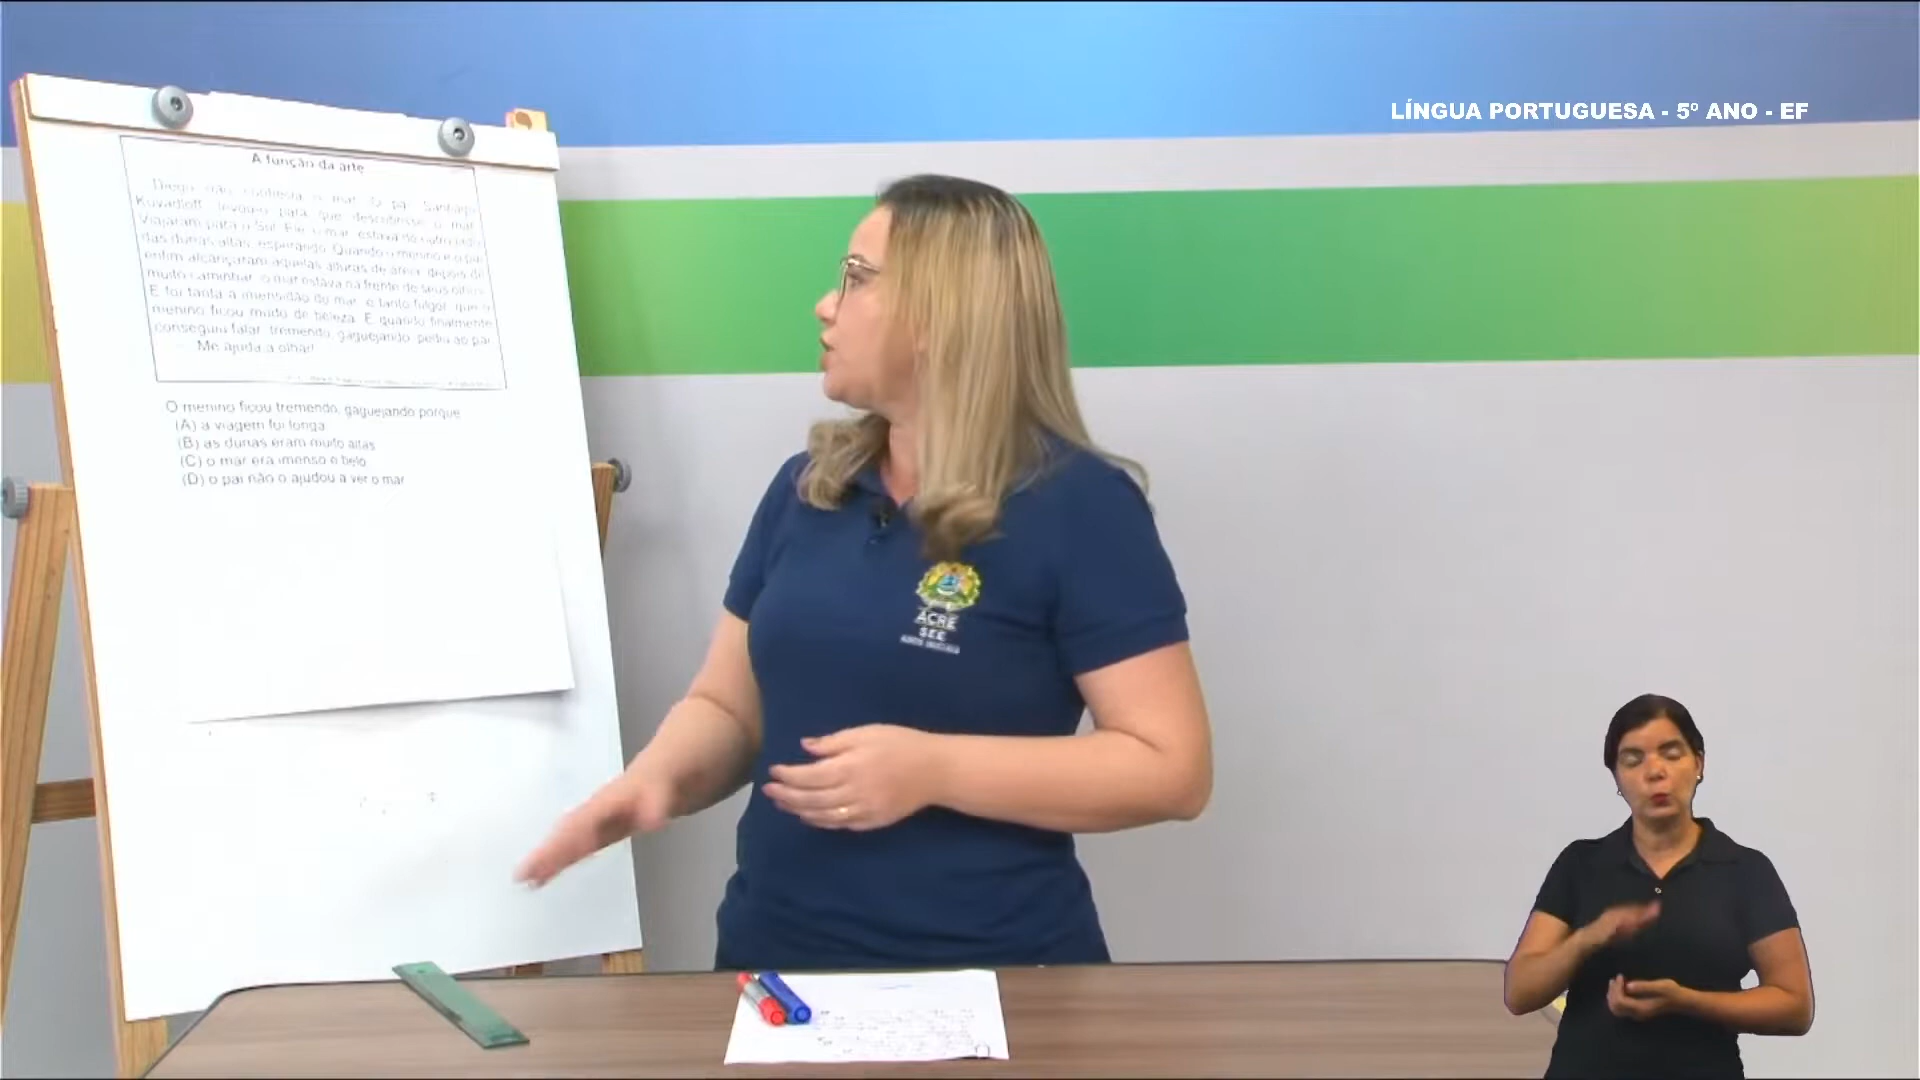 LÍNGUA PORTUGUESA - 5º ANO - EF
A função da arte
Diego não conhecia o mar. O pai, Santiago
Kovadloff, levou-o para que descobrisse o mar.
Viajaram para o Sul. Ele, o mar, estava do outro lado
das dunas altas, esperando. Quando o menino e o pai
enfim alcançaram aquelas alturas de areia, depois de
muito caminhar, o mar estava na frente de seus olhos.
E foi tanta a imensidão do mar, e tanto fulgor, que o
menino ficou mudo de beleza. E quando finalmente
conseguiu falar, tremendo, gaguejando, pediu ao pai:
— Me ajuda a olhar!
O menino ficou tremendo, gaguejando porque
(A) a viagem foi longa
(B) as dunas eram muito altas
(C) o mar era imenso e belo
(D) o pai não o ajudou a ver o mar
ACRE
SEE
ANOS INICIAIS